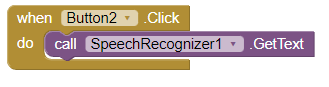 when Button2 .Click
do call SpeechRecognizer1 .GetText